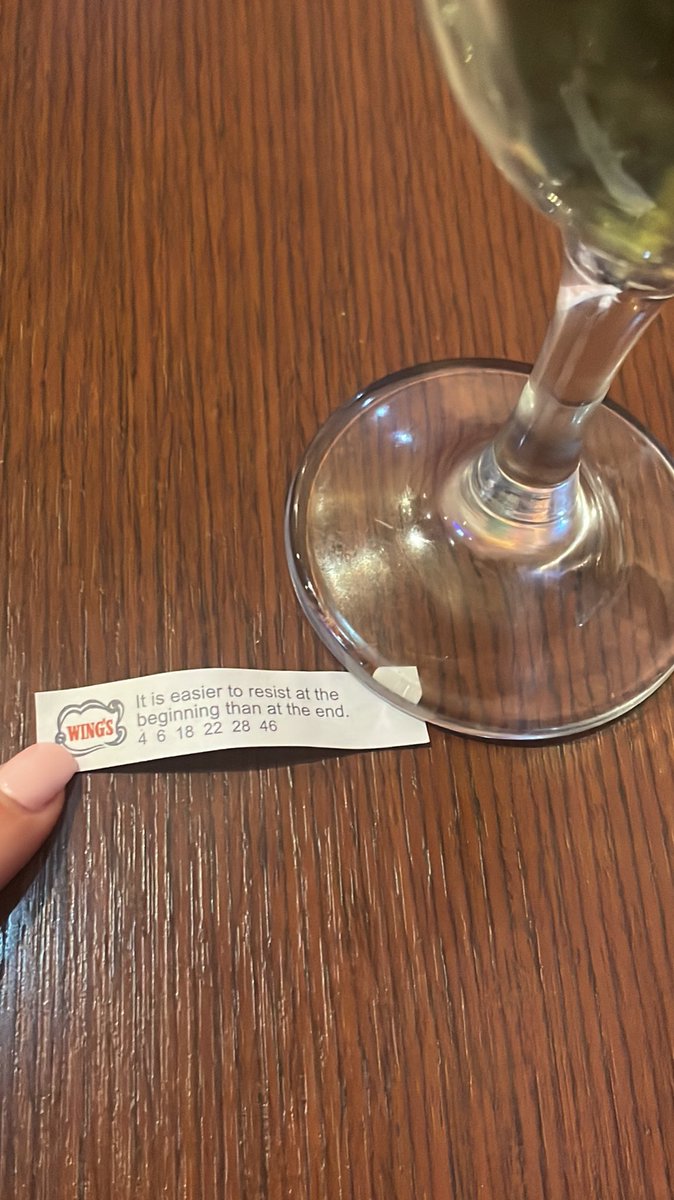 WING'S
It is easier to resist at the
beginning than at the end.
4 6 18 22 28 46